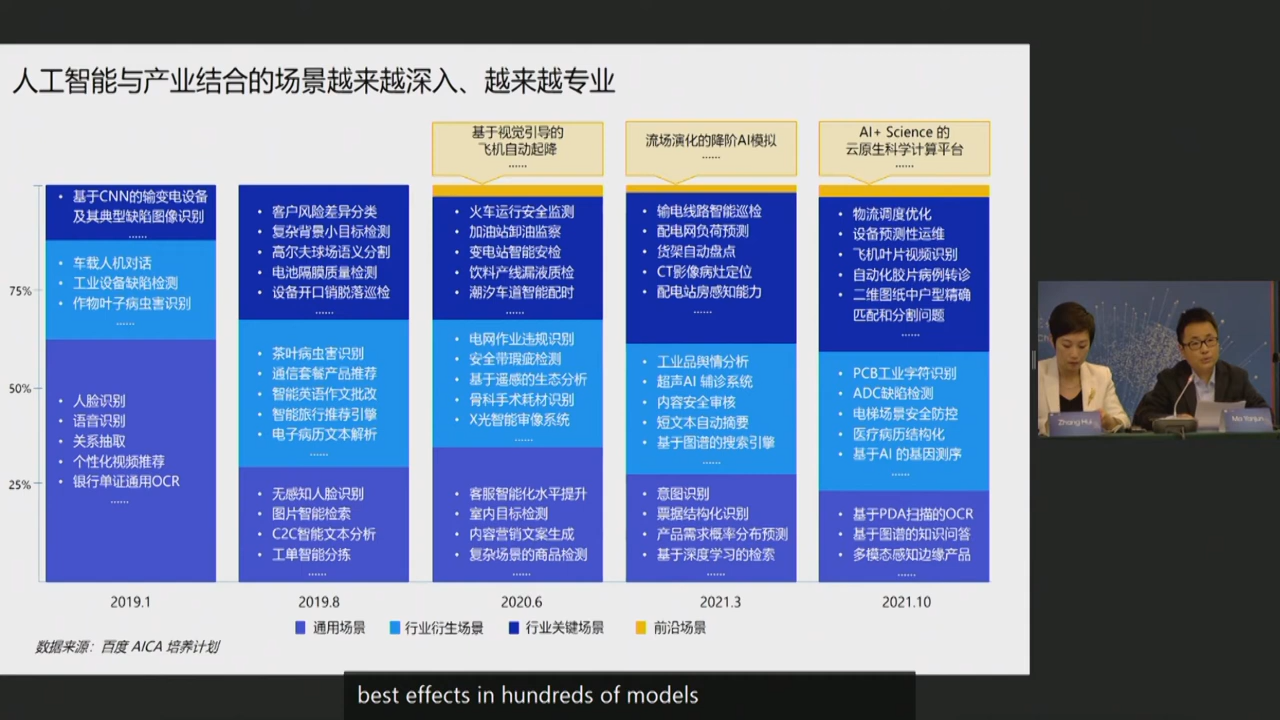 人工智能与产业结合的场景越来越深入、越来越专业
基于视觉引导的
飞机自动起降
......
流场演化的降阶AI模拟
......
AI+ Science 的
云原生科学计算平台
......
75%
50%
25%
• 基于CNN的输变电设备
及其典型缺陷图像识别
......
• 车载人机对话
• 工业设备缺陷检测
• 作物叶子病虫害识别
......
• 人脸识别
• 语音识别
• 关系抽取
• 个性化视频推荐
• 银行单证通用OCR
......
2019.1
• 客户风险差异分类
• 复杂背景小目标检测
• 高尔夫球场语义分割
• 电池隔膜质量检测
• 设备开口销脱落巡检
......
• 茶叶病虫害识别
• 通信套餐产品推荐
• 智能英语作文批改
• 智能旅行推荐引擎
• 电子病历文本解析
......
• 无感知人脸识别
• 图片智能检索
• C2C智能文本分析
• 工单智能分拣
......
2019.8
• 火车运行安全监测
• 加油站卸油监察
• 变电站智能安检
• 饮料产线漏液质检
• 潮汐车道智能配时
......
• 电网作业违规识别
• 安全带瑕疵检测
• 基于遥感的生态分析
• 骨科手术耗材识别
• X光智能审像系统
......
• 客服智能化水平提升
• 室内目标检测
• 内容营销文案生成
• 复杂场景的商品检测
......
2020.6
• 输电线路智能巡检
• 配电网负荷预测
• 货架自动盘点
• CT影像病灶定位
• 配电站房感知能力
......
• 工业品舆情分析
• 超声AI 辅诊系统
• 内容安全审核
• 短文本自动摘要
• 基于图谱的搜索引擎
......
• 意图识别
• 票据结构化识别
• 产品需求概率分布预测
• 基于深度学习的检索
......
2021.3
• 物流调度优化
• 设备预测性运维
• 飞机叶片视频识别
• 自动化胶片病例转诊
• 二维图纸中户型精确
匹配和分割问题
......
• PCB工业字符识别
• ADC缺陷检测
• 电梯场景安全防控
• 医疗病历结构化
• 基于AI 的基因测序
......
• 基于PDA扫描的OCR
• 基于图谱的知识问答
• 多模态感知边缘产品
......
2021.10
通用场景
行业衍生场景
行业关键场景
前沿场景
数据来源：百度 AICA 培养计划
Zhang Hui
Ma Yanjun
best effects in hundreds of models